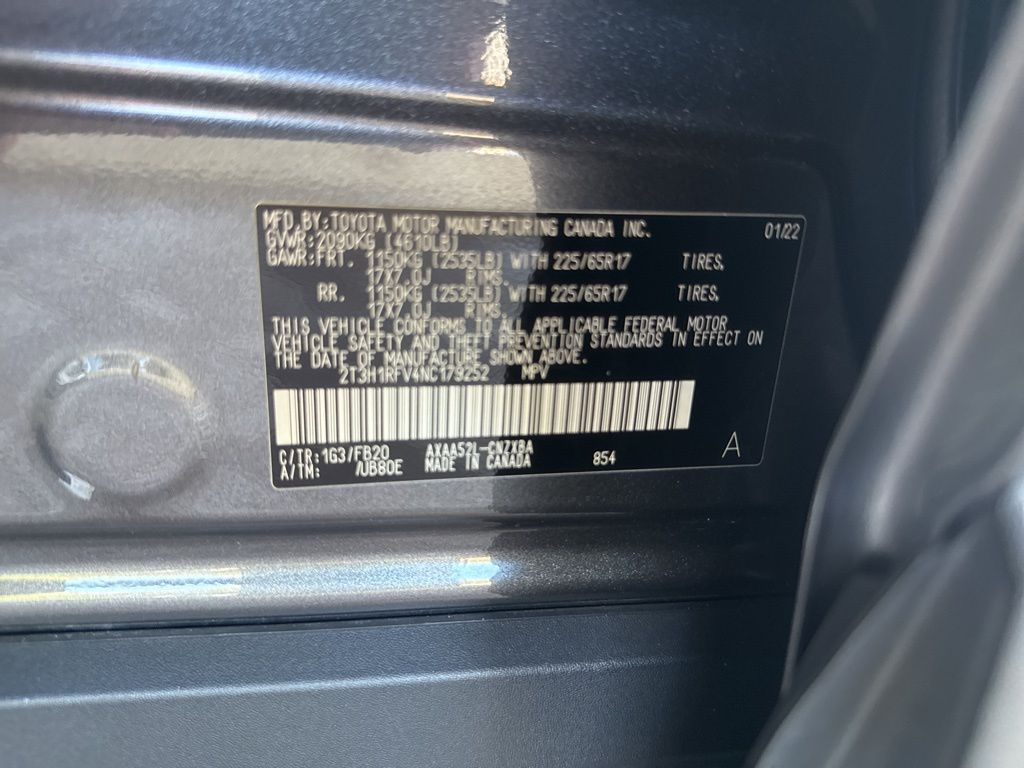 MFD.BY:TOYOTA MOTOR MANUFACTURING CANADA INC. 01/22
GVWR:2090KG (4610LB)
GAWR:FRT. 1150KG (2535LB) WITH 225/65R17 TIRES,
17X7.0J RIMS,
RR. 1150KG (2535LB) WITH 225/65R17 TIRES,
17X7.0J RIMS.
THIS VEHICLE CONFORMS TO ALL APPLICABLE FEDERAL MOTOR
VEHICLE SAFETY AND THEFT PREVENTION STANDARDS IN EFFECT ON
THE DATE OF MANUFACTURE SHOWN ABOVE.
2T3H1RFV4NC179252 MPV
C/TR:1G3/FB20 AXAA52L-CNZXBA
A/TM: /UB80E MADE IN CANADA 854 A